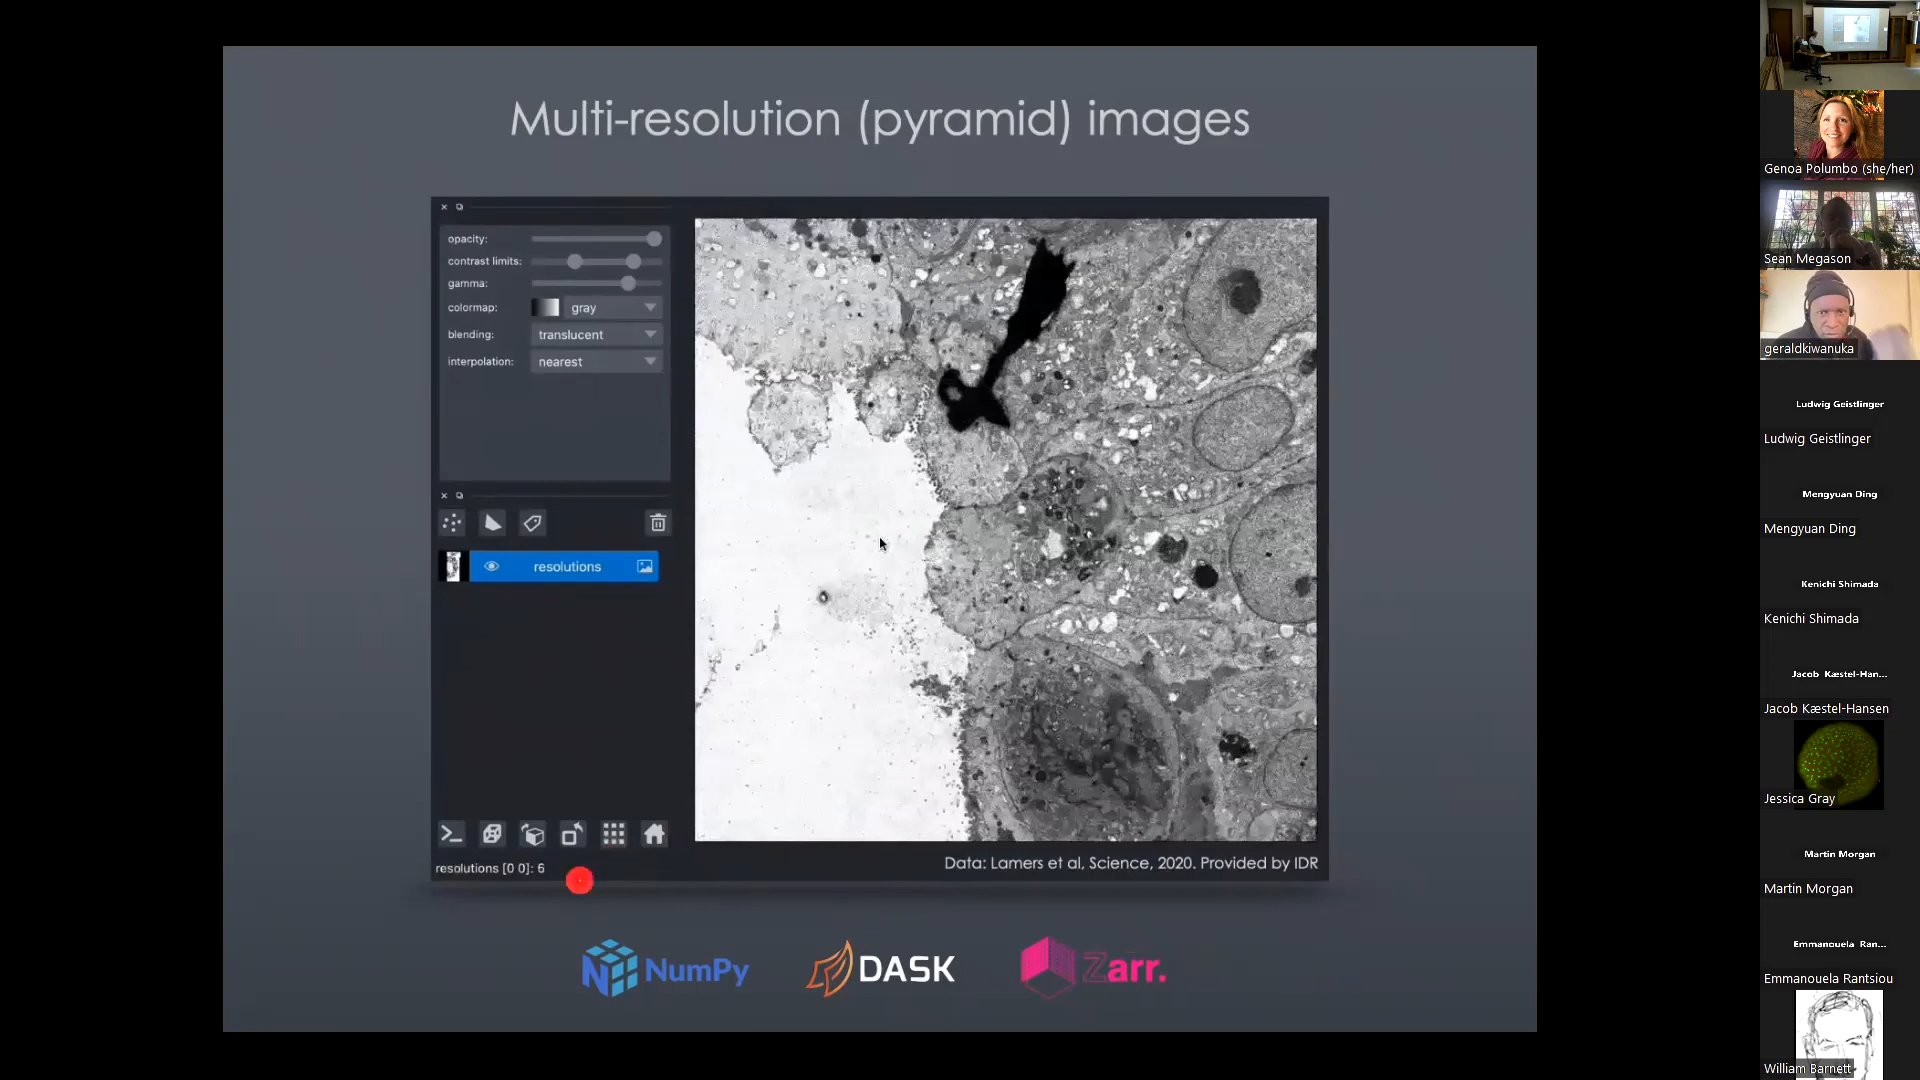 Multi-resolution (pyramid) images
opacity:
contrast limits:
gamma:
colormap: gray
blending: translucent
interpolation: nearest
resolutions
resolutions [0 0]: 6
Data: Lamers et al, Science, 2020. Provided by IDR
NumPy
DASK
Zarr.
Genoa Polumbo (she/her)
Sean Megason
geraldkiwanuka
Ludwig Geistlinger
Ludwig Geistlinger
Mengyuan Ding
Mengyuan Ding
Kenichi Shimada
Kenichi Shimada
Jacob Kæstel-Han...
Jacob Kæstel-Hansen
Jessica Gray
Martin Morgan
Martin Morgan
Emmanouela Ran...
Emmanouela Rantsiou
William Barnett